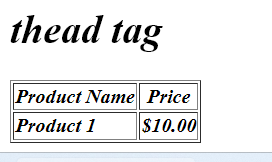 thead tag
Product Name Price
Product 1 $10.00